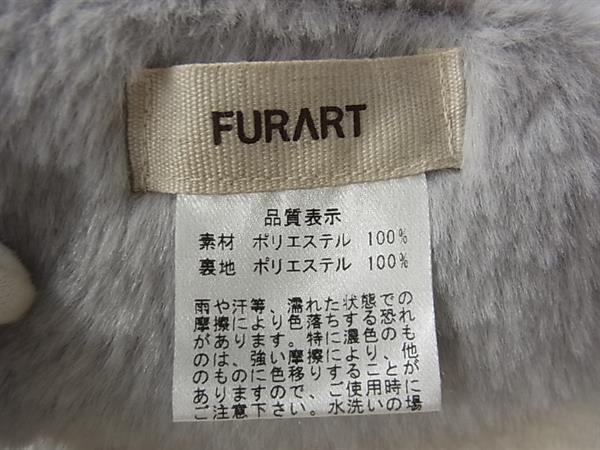 FURART
品質表示
素材 ポリエステル 100%
裏地 ポリエステル 100%
雨や汗等、濡れた状態での
摩擦により色落ちする恐れ
があります。特に濃色のも
のは、強い摩擦により、他
のものに色移りすることが
ありますので、ご使用時に
ご注意下さい。水洗いの場